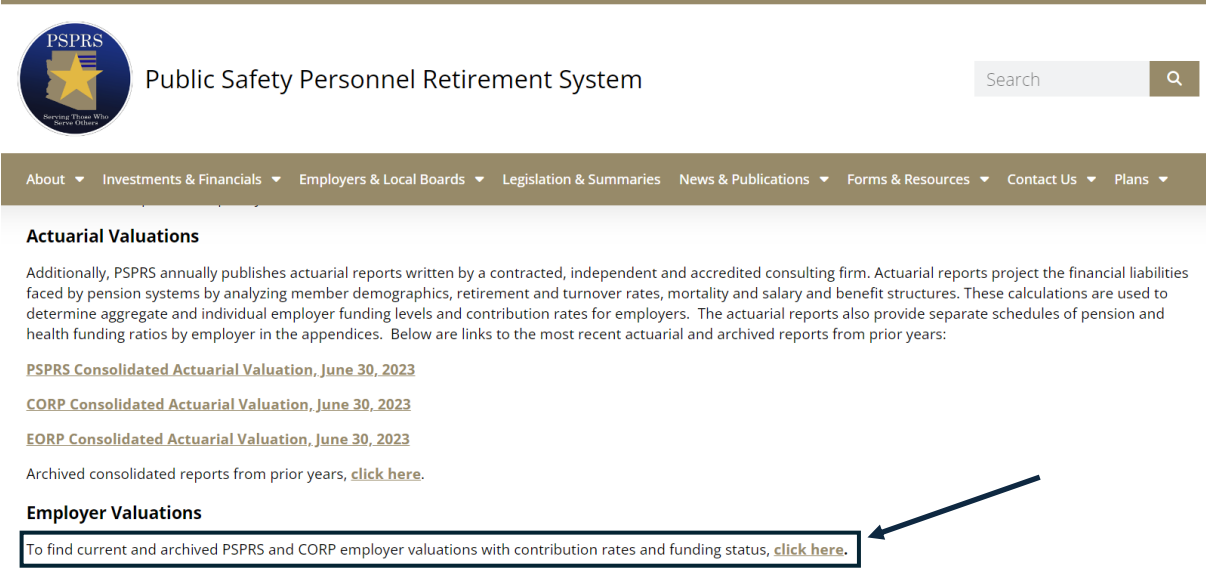 PSPRS
Serving Those Who
Serve Others
Public Safety Personnel Retirement System
Search
About Investments & Financials Employers & Local Boards Legislation & Summaries News & Publications Forms & Resources Contact Us Plans
Actuarial Valuations
Additionally, PSPRS annually publishes actuarial reports written by a contracted, independent and accredited consulting firm. Actuarial reports project the financial liabilities
faced by pension systems by analyzing member demographics, retirement and turnover rates, mortality and salary and benefit structures. These calculations are used to
determine aggregate and individual employer funding levels and contribution rates for employers.  The actuarial reports also provide separate schedules of pension and
health funding ratios by employer in the appendices.  Below are links to the most recent actuarial and archived reports from prior years:
PSPRS Consolidated Actuarial Valuation, June 30, 2023
CORP Consolidated Actuarial Valuation, June 30, 2023
EORP Consolidated Actuarial Valuation, June 30, 2023
Archived consolidated reports from prior years, click here.
Employer Valuations
To find current and archived PSPRS and CORP employer valuations with contribution rates and funding status, click here.